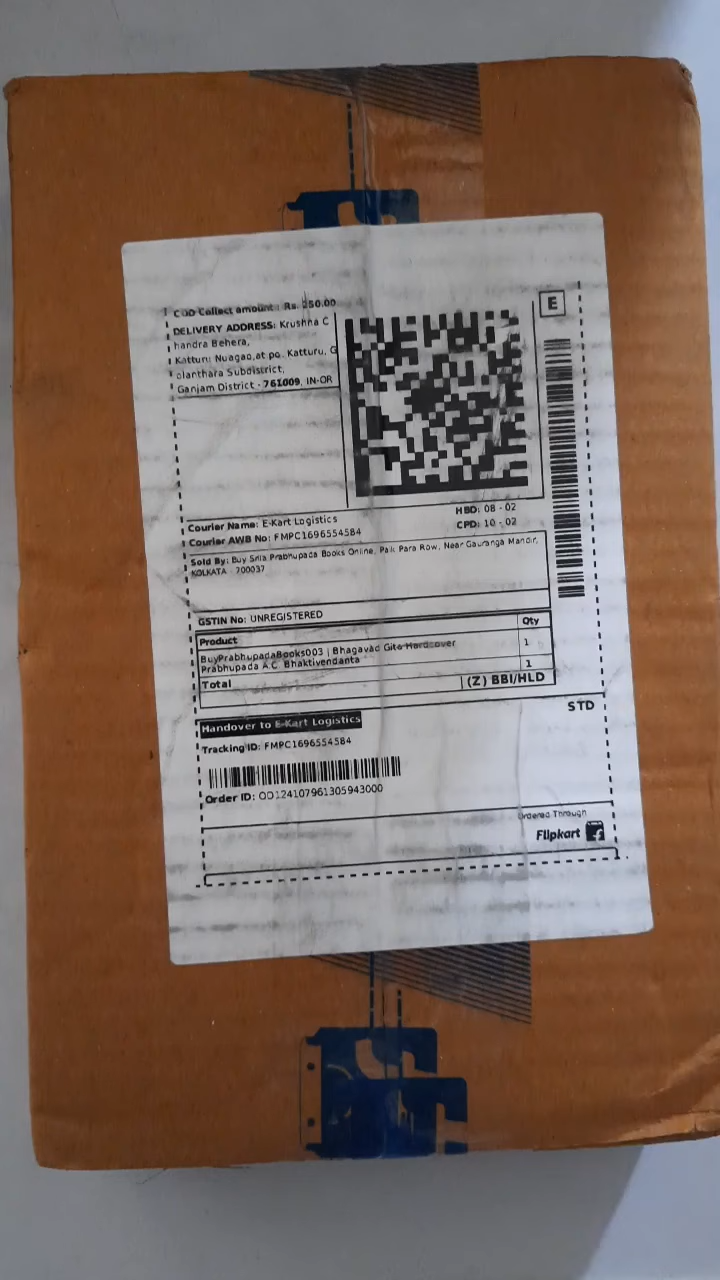 COD Collect amount : Rs. 250.00
DELIVERY ADDRESS: Krushna C
handra Behera,
Katturu Nuagao,at po. Katturu, G
olanthara Subdistrict,
Ganjam District - 761009, IN-OR
E
Courier Name: E-Kart Logistics
Courier AWB No: FMPC1696554584
HBD: 08 - 02
CPD: 10 - 02
Sold By: Buy Srila Prabhupada Books Online, Paik Para Row, Near Gauranga Mandir,
KOLKATA - 700037
GSTIN No: UNREGISTERED
Product Qty
BuyPrabhupadaBooks003 | Bhagavad Gita Hardcover 1
Prabhupada A.C. Bhaktivendanta
Total 1
(Z) BBI/HLD
STD
Handover to E-Kart Logistics
Tracking ID: FMPC1696554584
Order ID: OD124107961305943000
Ordered Through
Flipkart